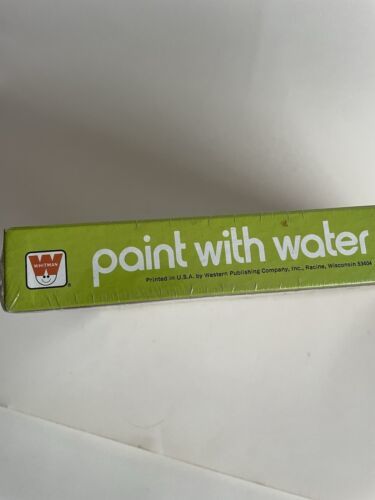 WHITMAN
paint with water
Printed in U.S.A. by Western Publishing Company, Inc., Racine, Wisconsin 53404